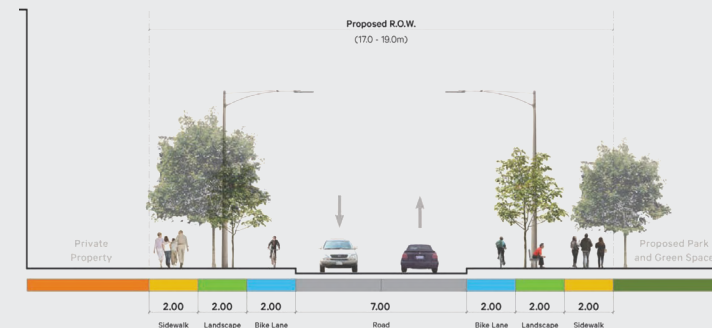 Proposed R.O.W.
(17.0 - 19.0m)
Private
Property
Proposed Park
and Green Space
2.00 2.00 2.00 7.00 2.00 2.00 2.00
Sidewalk Landscape Bike Lane Road Bike Lane Landscape Sidewalk